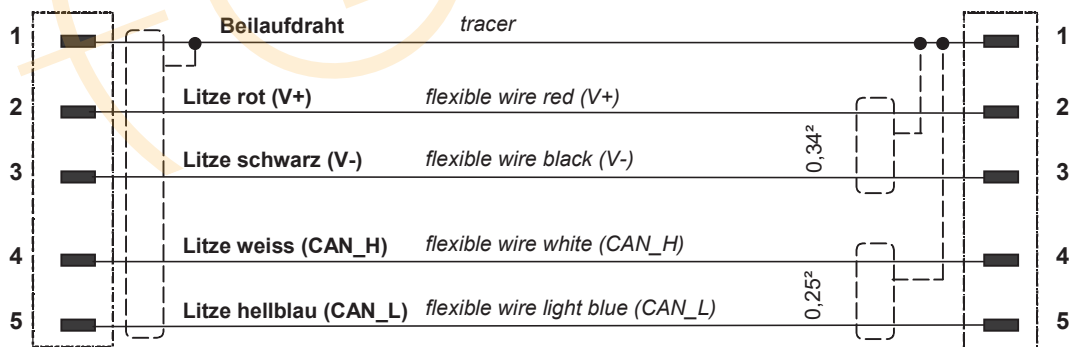 1 Beilaufdraht tracer 1
2 Litze rot (V+) flexible wire red (V+) 2
0,34²
3 Litze schwarz (V-) flexible wire black (V-) 3
4 Litze weiss (CAN_H) flexible wire white (CAN_H) 4
0,25²
5 Litze hellblau (CAN_L) flexible wire light blue (CAN_L) 5